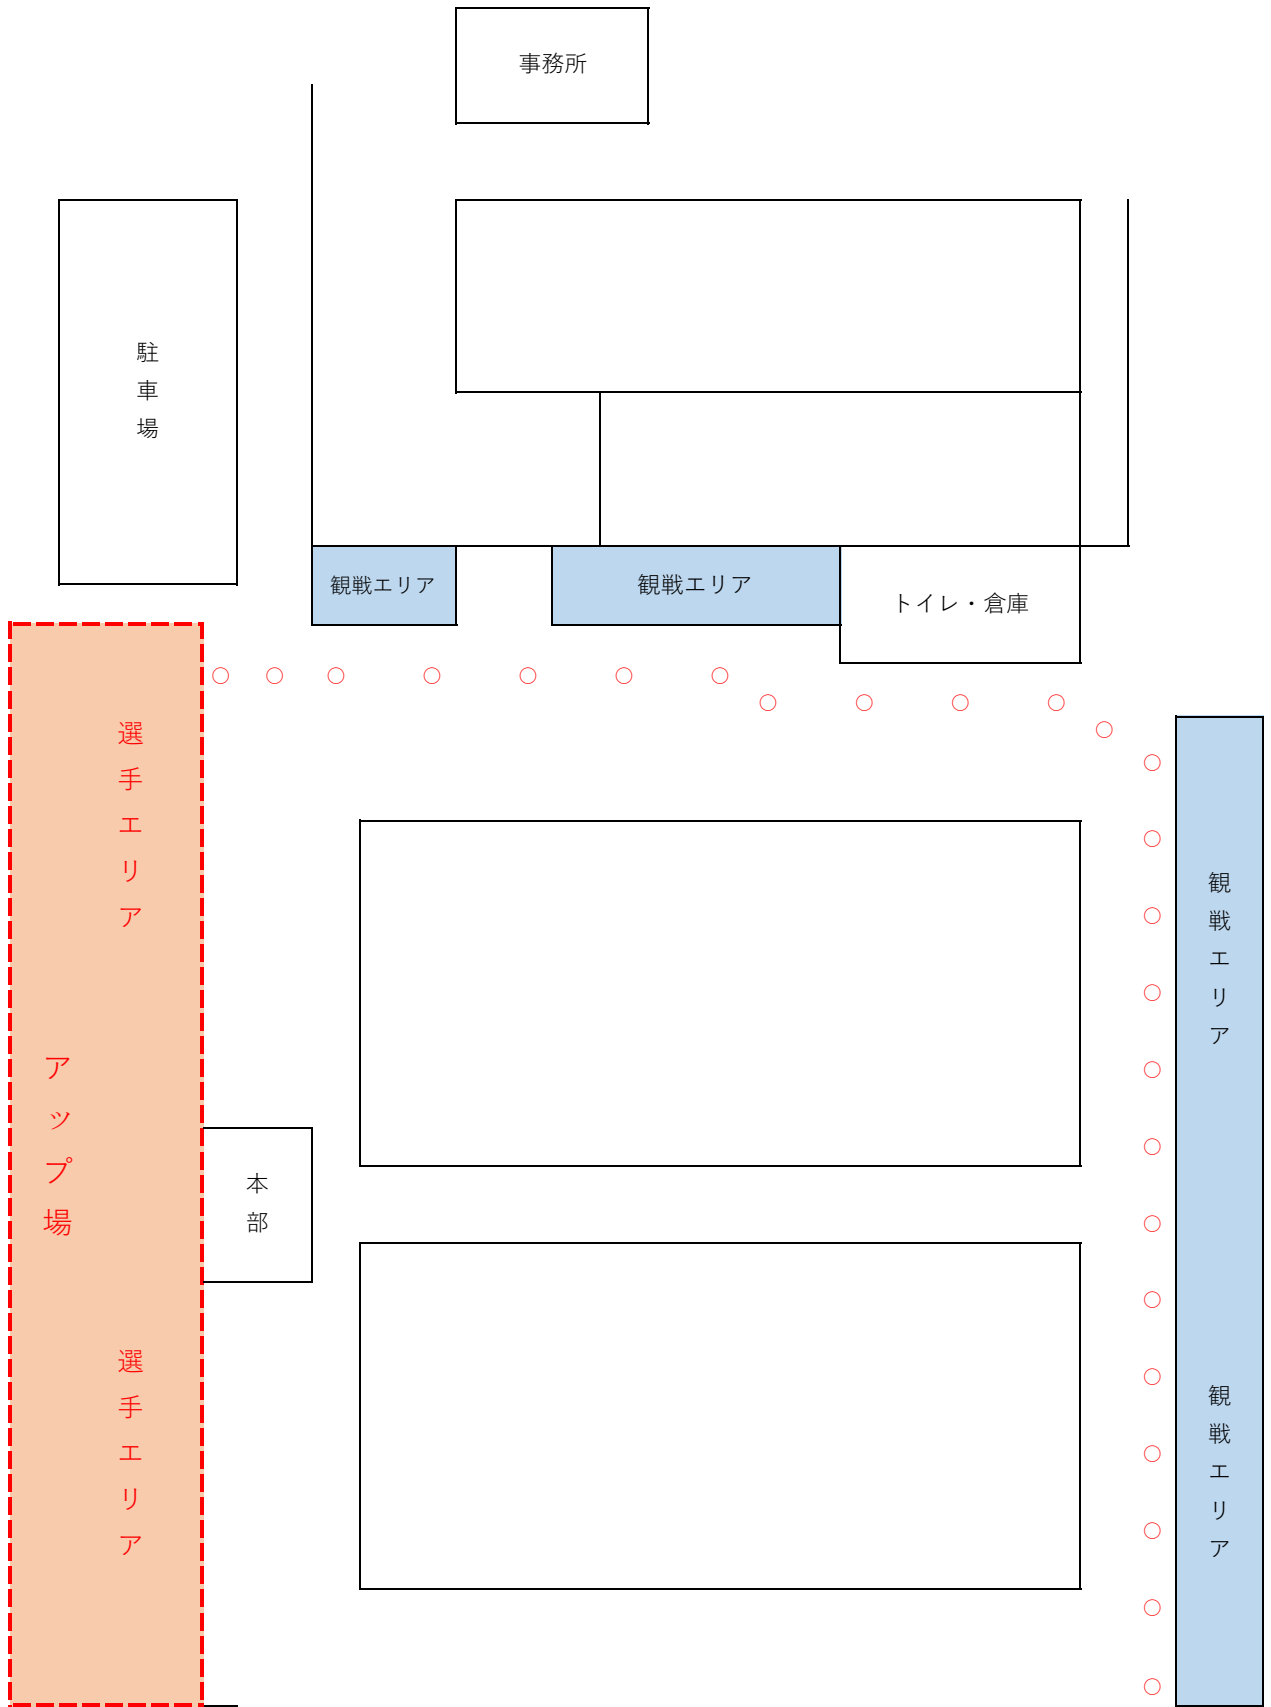 事務所
駐車場
観戦エリア
観戦エリア
トイレ・倉庫
選手エリア
観戦エリア
アップ場
本部
選手エリア
観戦エリア